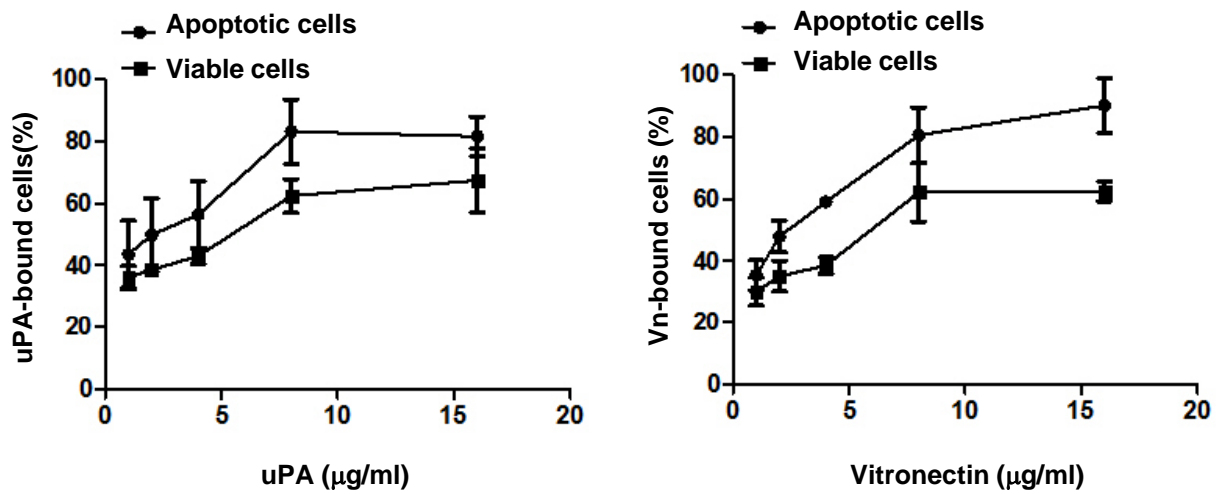 Apoptotic cells
Viable cells
100
80
60
40
20
0
uPA-bound cells(%)
0 5 10 15 20
uPA (μg/ml)
Apoptotic cells
Viable cells
100
80
60
40
20
0
Vn-bound cells (%)
0 5 10 15 20
Vitronectin (μg/ml)